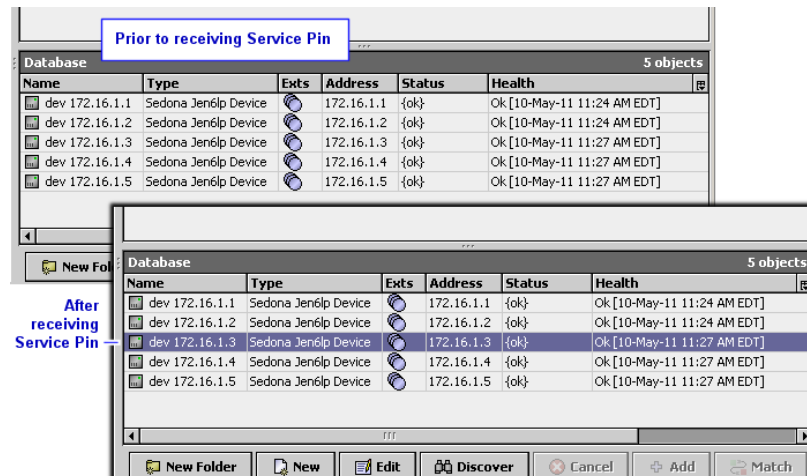 Prior to receiving Service Pin
Database 5 objects
Name Type Exts Address Status Health
dev 172.16.1.1 Sedona Jen6lp Device 172.16.1.1 {ok} Ok [10-May-11 11:24 AM EDT]
dev 172.16.1.2 Sedona Jen6lp Device 172.16.1.2 {ok} Ok [10-May-11 11:24 AM EDT]
dev 172.16.1.3 Sedona Jen6lp Device 172.16.1.3 {ok} Ok [10-May-11 11:27 AM EDT]
dev 172.16.1.4 Sedona Jen6lp Device 172.16.1.4 {ok} Ok [10-May-11 11:27 AM EDT]
dev 172.16.1.5 Sedona Jen6lp Device 172.16.1.5 {ok} Ok [10-May-11 11:27 AM EDT]
New Fol
After
receiving
Service Pin
Database 5 objects
Name Type Exts Address Status Health
dev 172.16.1.1 Sedona Jen6lp Device 172.16.1.1 {ok} Ok [10-May-11 11:24 AM EDT]
dev 172.16.1.2 Sedona Jen6lp Device 172.16.1.2 {ok} Ok [10-May-11 11:24 AM EDT]
dev 172.16.1.3 Sedona Jen6lp Device 172.16.1.3 {ok} Ok [10-May-11 11:27 AM EDT]
dev 172.16.1.4 Sedona Jen6lp Device 172.16.1.4 {ok} Ok [10-May-11 11:27 AM EDT]
dev 172.16.1.5 Sedona Jen6lp Device 172.16.1.5 {ok} Ok [10-May-11 11:27 AM EDT]
New Folder New Edit Discover Cancel Add Match